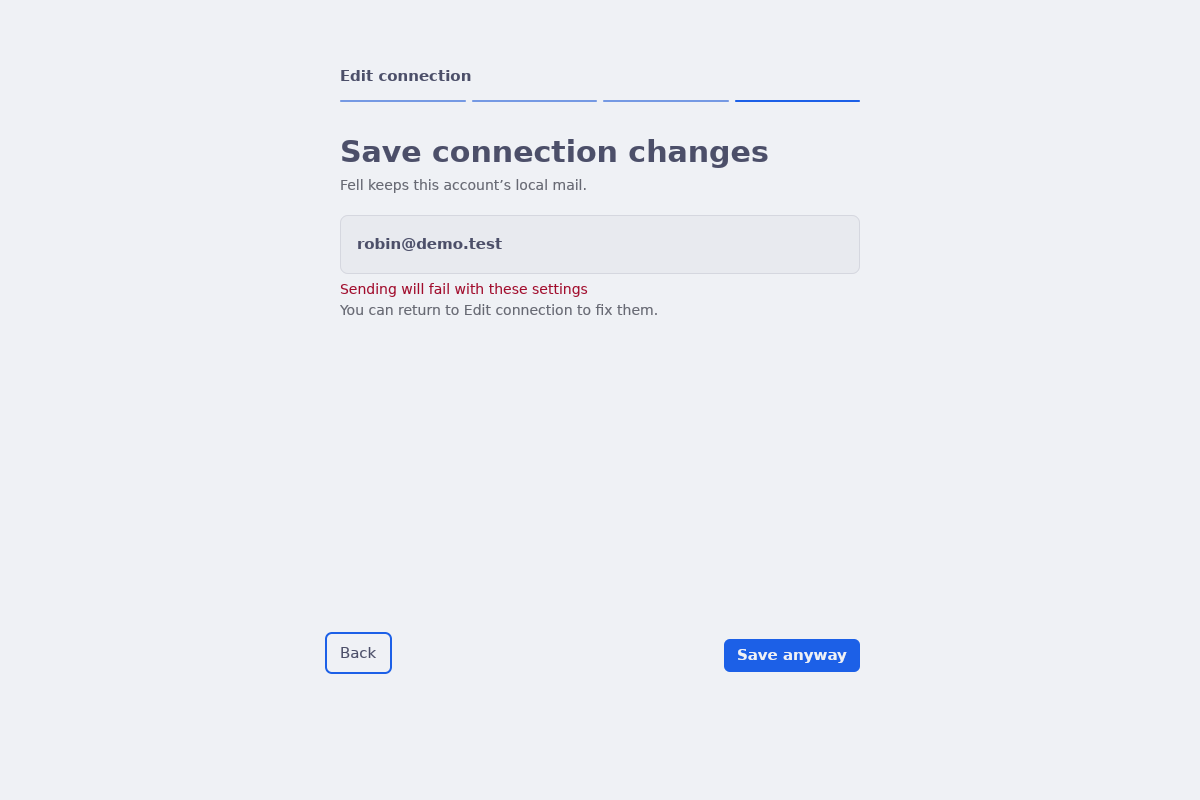 Edit connection
Save connection changes
Fell keeps this account’s local mail.
robin@demo.test
Sending will fail with these settings
You can return to Edit connection to fix them.
Back
Save anyway